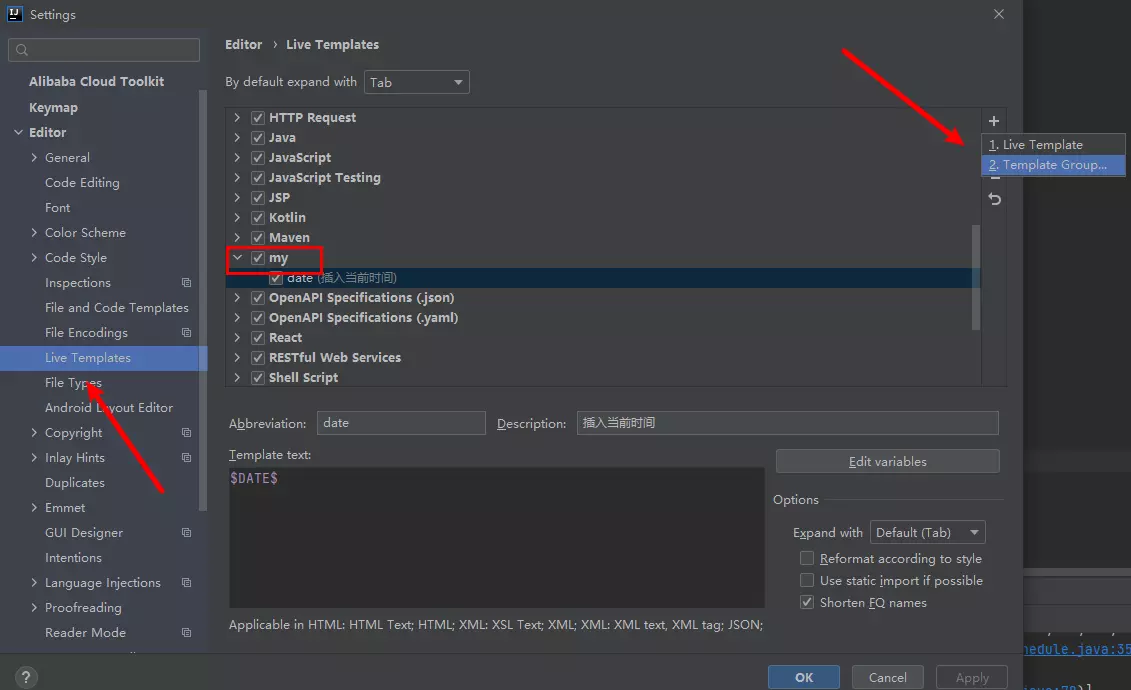 Settings
Editor › Live Templates
By default expand with Tab
Alibaba Cloud Toolkit
Keymap
Editor
General
Code Editing
Font
Color Scheme
Code Style
Inspections
File and Code Templates
File Encodings
Live Templates
File Types
Android Layout Editor
Copyright
Inlay Hints
Duplicates
Emmet
GUI Designer
Intentions
Language Injections
Proofreading
Reader Mode
HTTP Request
Java
JavaScript
JavaScript Testing
JSP
Kotlin
Maven
my
date (插入当前时间)
OpenAPI Specifications (.json)
OpenAPI Specifications (.yaml)
React
RESTful Web Services
Shell Script
1. Live Template
2. Template Group...
Abbreviation: date Description: 插入当前时间
Template text:
$DATE$
Edit variables
Options
Expand with Default (Tab)
Reformat according to style
Use static import if possible
Shorten FQ names
Applicable in HTML: HTML Text; HTML; XML: XSL Text; XML; XML: XML text, XML tag; JSON;
hedule.java:35
? OK Cancel Apply